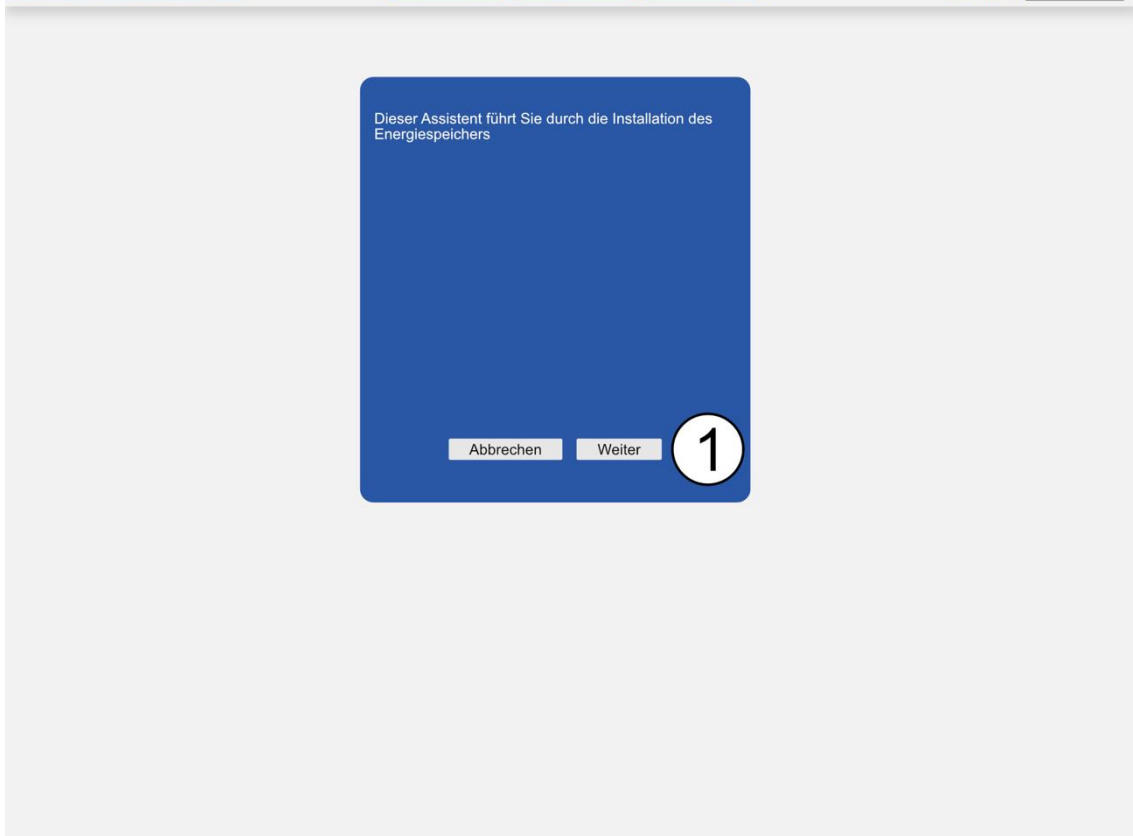 Dieser Assistent führt Sie durch die Installation des
Energiespeichers
Abbrechen Weiter 1